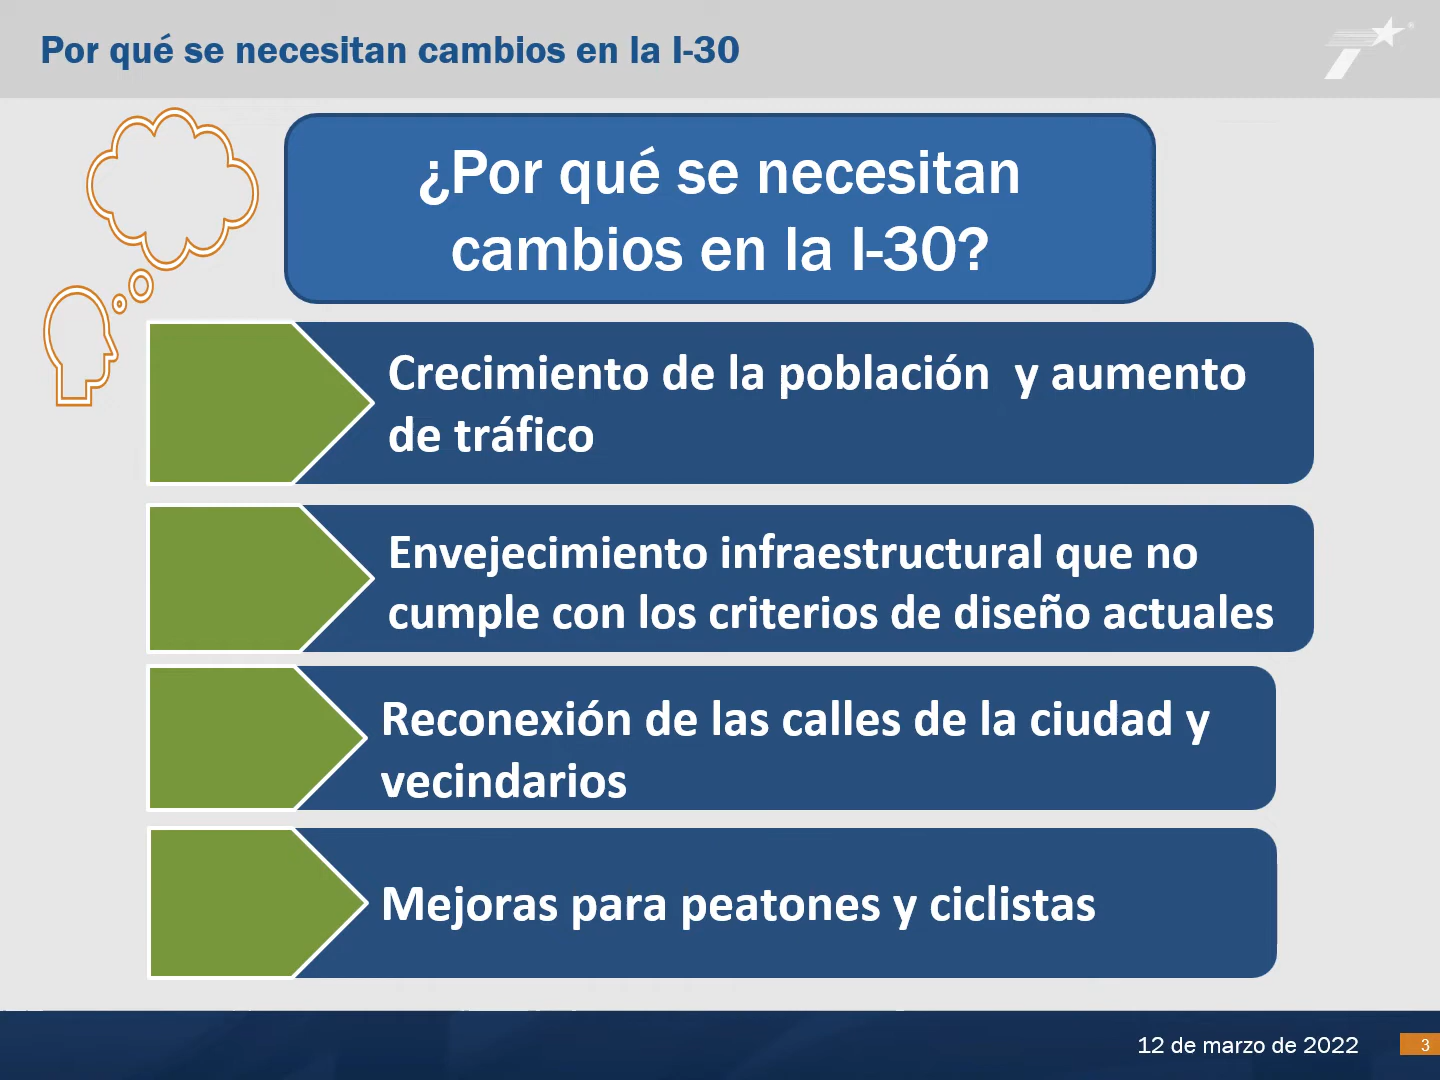 Por qué se necesitan cambios en la I-30
¿Por qué se necesitan
cambios en la I-30?
Crecimiento de la población  y aumento
de tráfico
Envejecimiento infraestructural que no
cumple con los criterios de diseño actuales
Reconexión de las calles de la ciudad y
vecindarios
Mejoras para peatones y ciclistas
12 de marzo de 2022
3